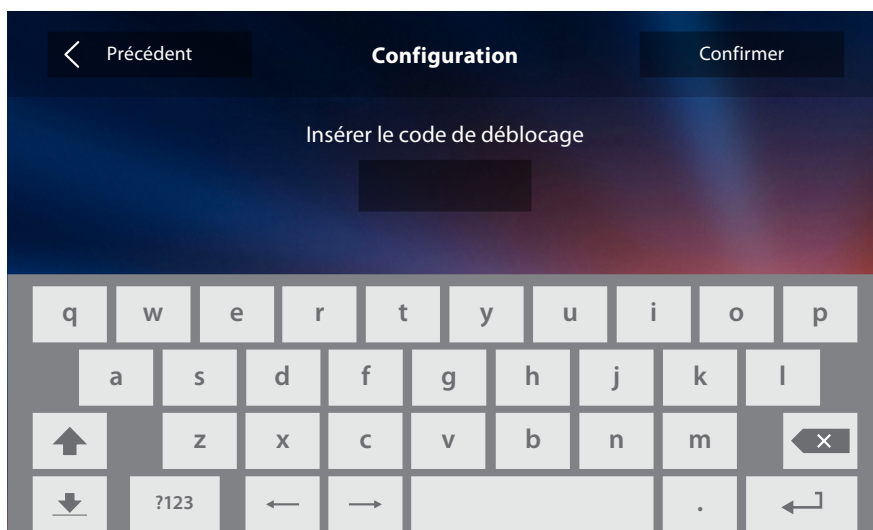 Précédent Configuration Confirmer
Insérer le code de déblocage
q w e r t y u i o p
a s d f g h j k l
z x c v b n m
?123 .